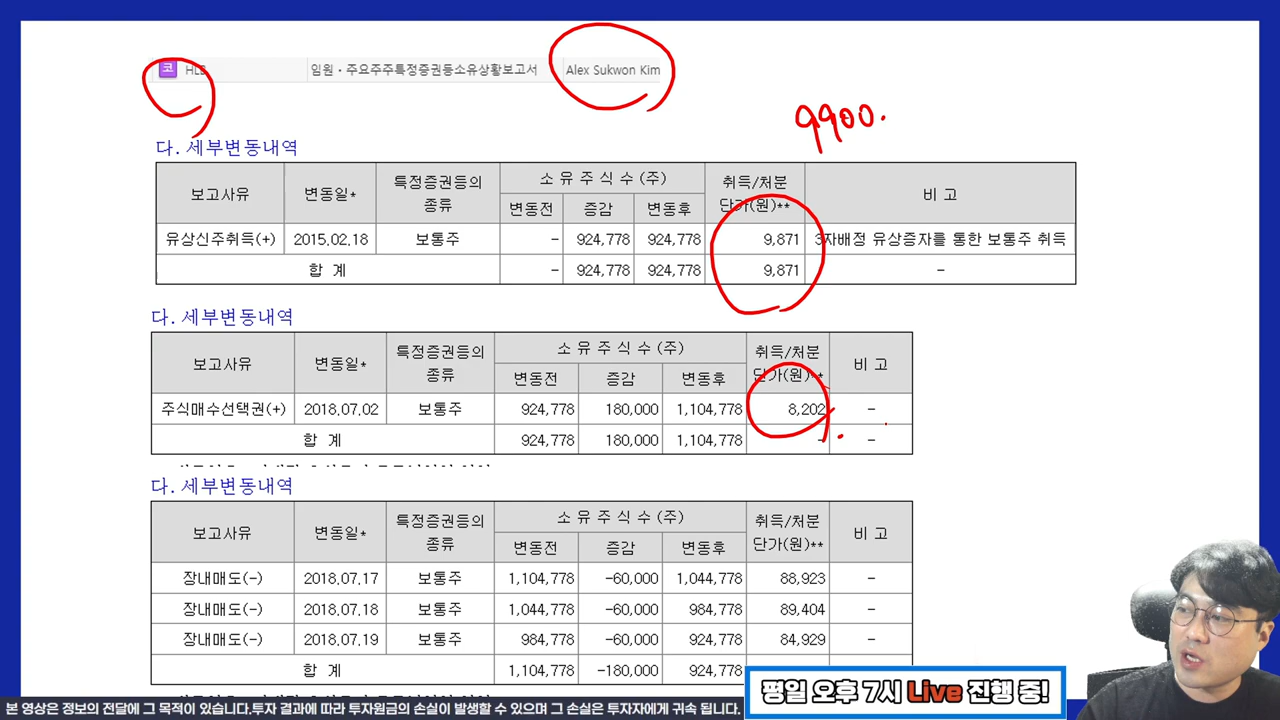 코 HLB 임원ㆍ주요주주특정증권등소유상황보고서 Alex Sukwon Kim
9900.
다. 세부변동내역
보고사유 변동일* 특정증권등의 종류 소 유 주 식 수 (주) 취득/처분 단가(원)** 비 고
변동전 증감 변동후
유상신주취득(+) 2015.02.18 보통주 - 924,778 924,778 9,871 3자배정 유상증자를 통한 보통주 취득
합 계 - 924,778 924,778 9,871 -
다. 세부변동내역
보고사유 변동일* 특정증권등의 종류 소 유 주 식 수 (주) 취득/처분 단가(원)** 비 고
변동전 증감 변동후
주식매수선택권(+) 2018.07.02 보통주 924,778 180,000 1,104,778 8,202 -
합 계 924,778 180,000 1,104,778 - -
다. 세부변동내역
보고사유 변동일* 특정증권등의 종류 소 유 주 식 수 (주) 취득/처분 단가(원)** 비 고
변동전 증감 변동후
장내매도(-) 2018.07.17 보통주 1,104,778 -60,000 1,044,778 88,923 -
장내매도(-) 2018.07.18 보통주 1,044,778 -60,000 984,778 89,404 -
장내매도(-) 2018.07.19 보통주 984,778 -60,000 924,778 84,929 -
합 계 1,104,778 -180,000 924,778
평일 오후 7시 Live 진행 중!
본 영상은 정보의 전달에 그 목적이 있습니다.투자 결과에 따라 투자원금의 손실이 발생할 수 있으며 그 손실은 투자자에게 귀속 됩니다.